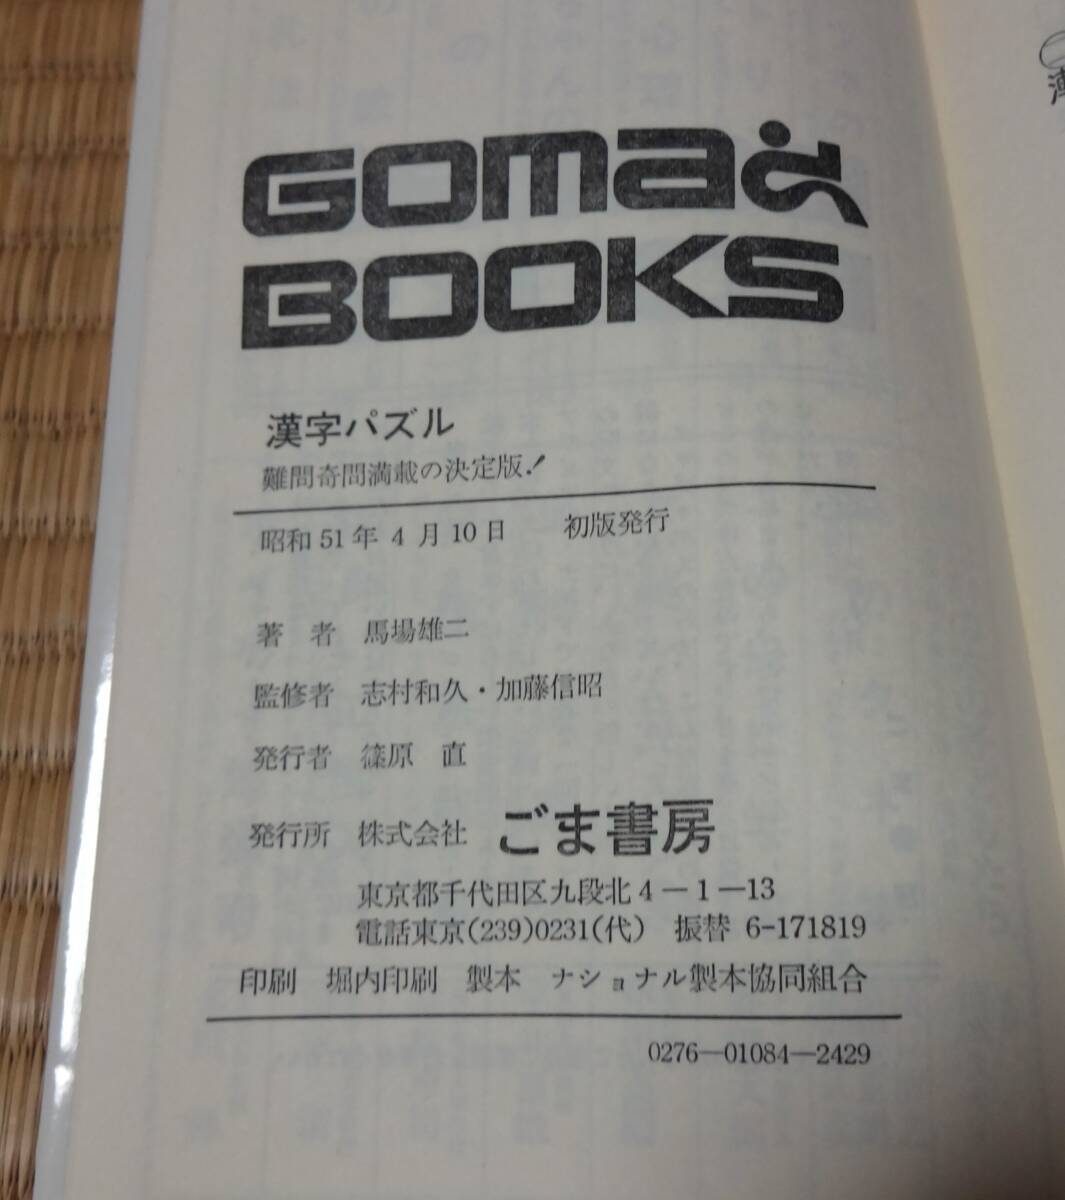 GOMA
BOOKS
漢字パズル
難問奇問満載の決定版!
昭和51年4月10日 初版発行
著者 馬場雄二
監修者 志村和久・加藤信昭
発行者 篠原 直
発行所 株式会社 ごま書房
東京都千代田区九段北4-1-13
電話東京(239)0231(代) 振替 6-171819
印刷 堀内印刷 製本 ナショナル製本協同組合
0276-01084-2429